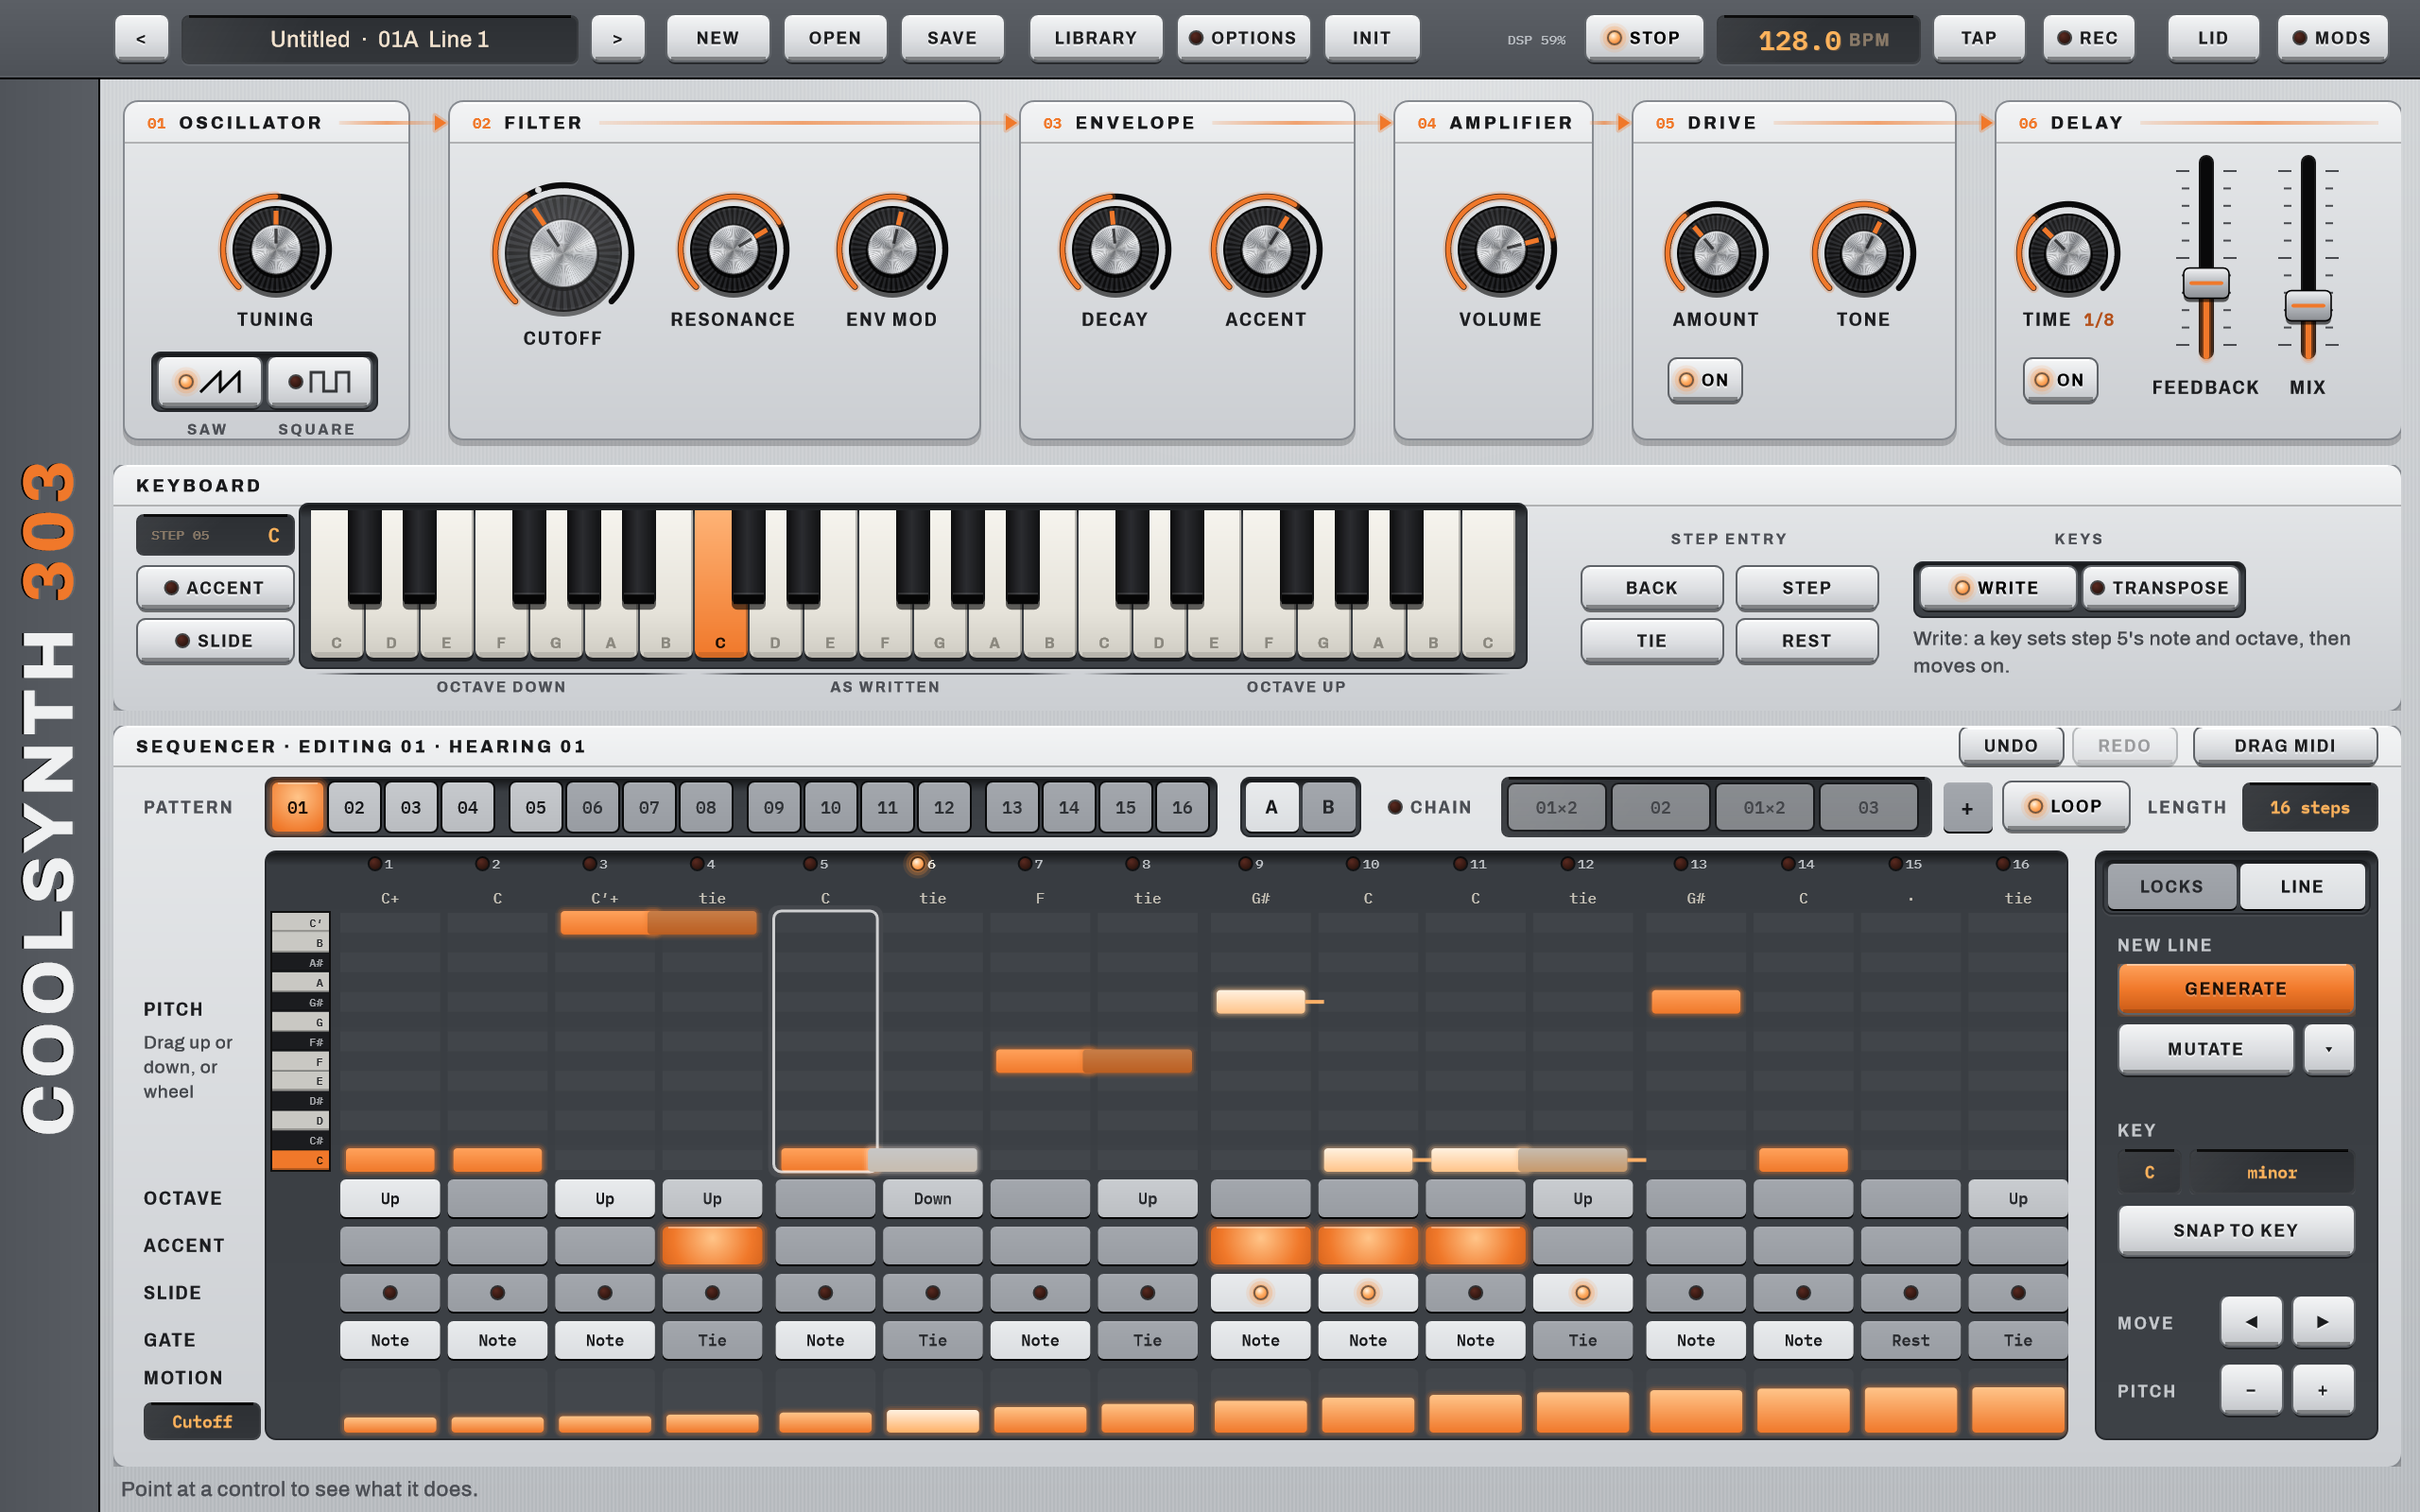 < Untitled · 01A Line 1 > NEW OPEN SAVE LIBRARY OPTIONS INIT DSP 59% STOP 128.0 BPM TAP REC LID MODS
COOLSYNTH 303
01 OSCILLATOR 02 FILTER 03 ENVELOPE 04 AMPLIFIER 05 DRIVE 06 DELAY
TUNING CUTOFF RESONANCE ENV MOD DECAY ACCENT VOLUME AMOUNT TONE TIME 1/8
ON ON FEEDBACK MIX
SAW SQUARE
KEYBOARD
STEP 05 C
ACCENT
SLIDE
C D E F G A B C D E F G A B C D E F G A B C
OCTAVE DOWN AS WRITTEN OCTAVE UP
STEP ENTRY KEYS
BACK STEP WRITE TRANSPOSE
TIE REST
Write: a key sets step 5's note and octave, then
moves on.
SEQUENCER · EDITING 01 · HEARING 01 UNDO REDO DRAG MIDI
PATTERN 01 02 03 04 05 06 07 08 09 10 11 12 13 14 15 16 A B CHAIN 01×2 02 01×2 03 + LOOP LENGTH 16 steps
1 2 3 4 5 6 7 8 9 10 11 12 13 14 15 16
C+ C C'+ tie C tie F tie G# C C tie G# C · tie
C'
B
A#
A
G#
G
F#
F
E
D#
D
C#
C
PITCH
Drag up or
down, or
wheel
OCTAVE Up Up Up Down Up Up Up
ACCENT
SLIDE
GATE Note Note Note Tie Note Tie Note Tie Note Note Note Tie Note Note Rest Tie
MOTION
Cutoff
LOCKS LINE
NEW LINE
GENERATE
MUTATE
KEY
C minor
SNAP TO KEY
MOVE ◀ ▶
PITCH − +
Point at a control to see what it does.